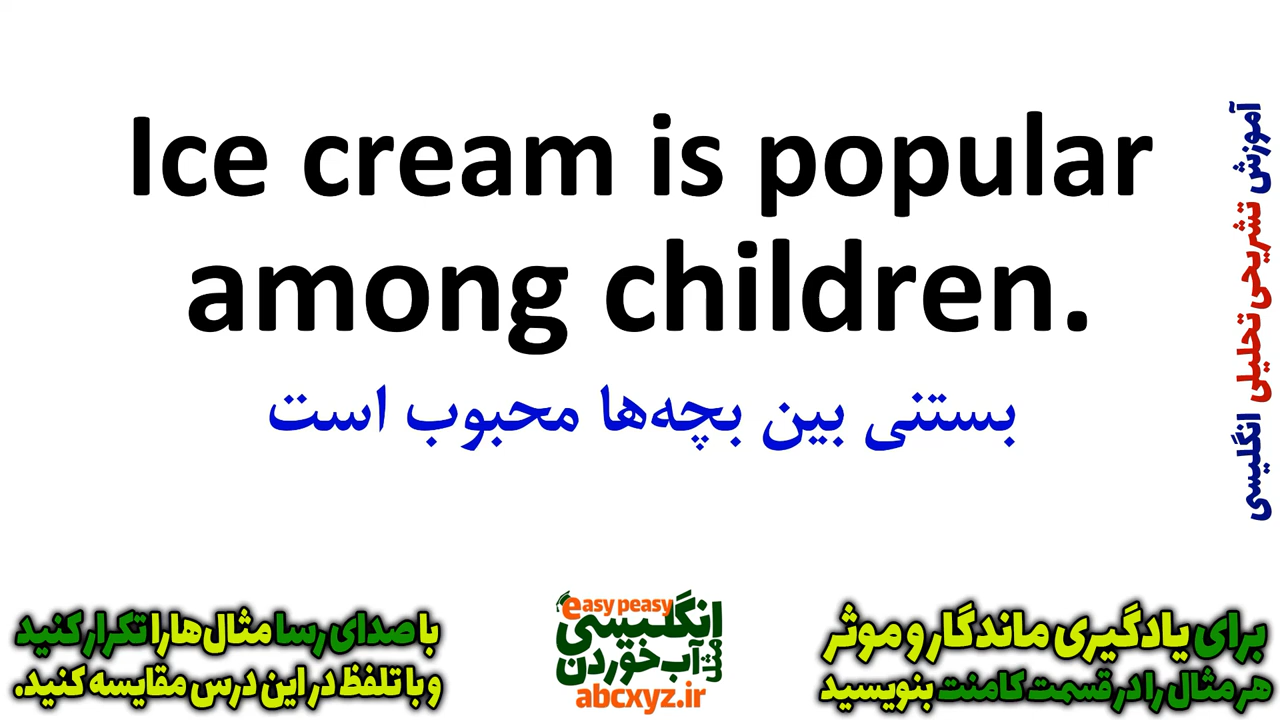 Ice cream is popular
among children.
بستنی بین بچه‌ها محبوب است
آموزش تشریحی تحلیلی انگلیسی
با صدای رسا مثال‌ها را تکرار کنید
و با تلفظ در این درس مقایسه کنید.
easy peasy
انگلیسی
مثل
آب خوردن
abcxyz.ir
برای یادگیری ماندگار و موثر
هر مثال را در قسمت کامنت بنویسید